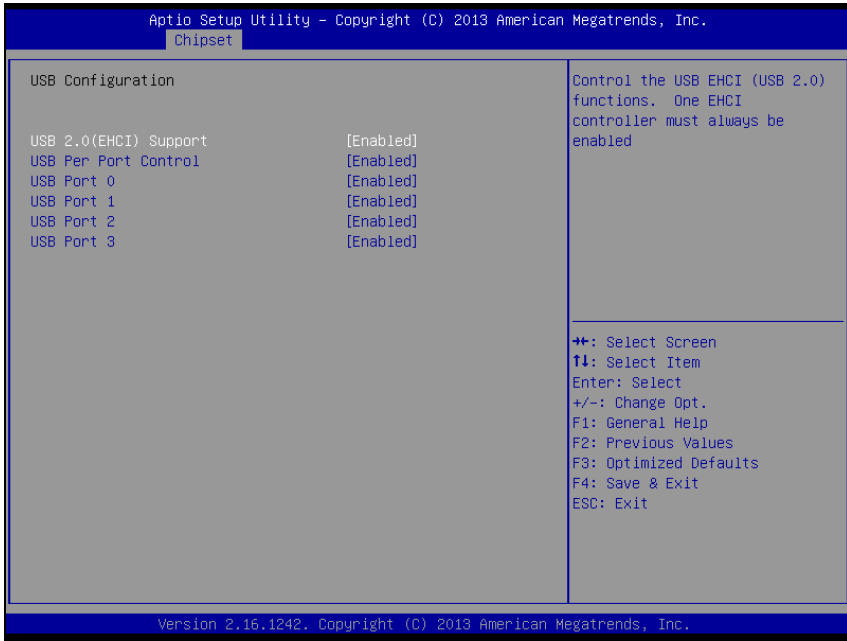 Aptio Setup Utility – Copyright (C) 2013 American Megatrends, Inc.
Chipset
USB Configuration
USB 2.0(EHCI) Support [Enabled]
USB Per Port Control [Enabled]
USB Port 0 [Enabled]
USB Port 1 [Enabled]
USB Port 2 [Enabled]
USB Port 3 [Enabled]
Control the USB EHCI (USB 2.0)
functions. One EHCI
controller must always be
enabled
→←: Select Screen
↑↓: Select Item
Enter: Select
+/-: Change Opt.
F1: General Help
F2: Previous Values
F3: Optimized Defaults
F4: Save & Exit
ESC: Exit
Version 2.16.1242. Copyright (C) 2013 American Megatrends, Inc.